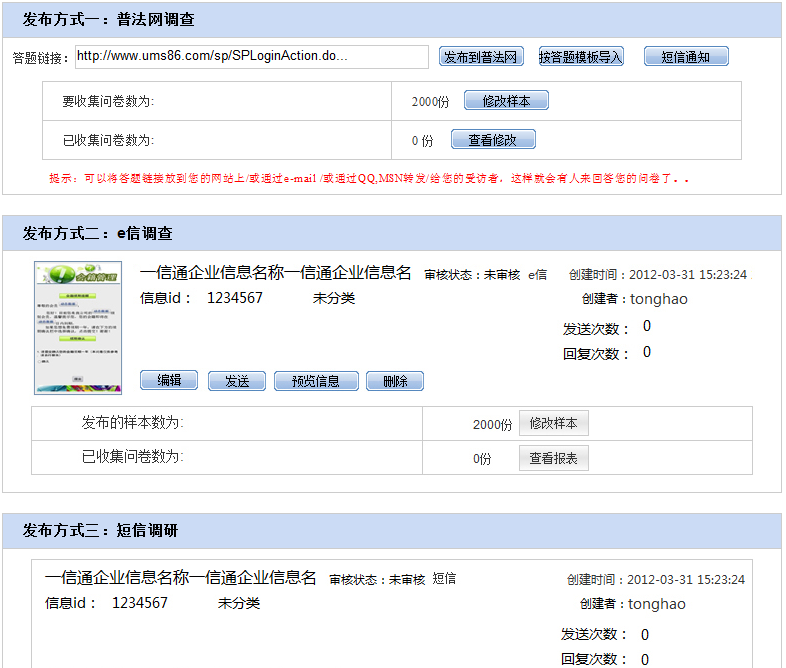 发布方式一：普法网调查
答题链接： http://www.ums86.com/sp/SPLoginAction.do... 发布到普法网 按答题模板导入 短信通知
要收集问卷数为: 2000份 修改样本
已收集问卷数为: 0 份 查看修改
提示：可以将答题链接放到您的网站上/或通过e-mail /或通过QQ,MSN转发/给您的受访者，这样就会有人来回答您的问卷了。。
发布方式二：e信调查
一信通企业信息名称一信通企业信息名 审核状态：未审核 e信 创建时间：2012-03-31 15:23:24
信息id： 1234567 未分类 创建者：tonghao
发送次数： 0
回复次数： 0
会籍管理
编辑 发送 预览信息 删除
发布的样本数为: 2000份 修改样本
已收集问卷数为: 0份 查看报表
发布方式三：短信调研
一信通企业信息名称一信通企业信息名 审核状态：未审核 短信 创建时间：2012-03-31 15:23:24
信息id： 1234567 未分类 创建者：tonghao
发送次数： 0
回复次数： 0